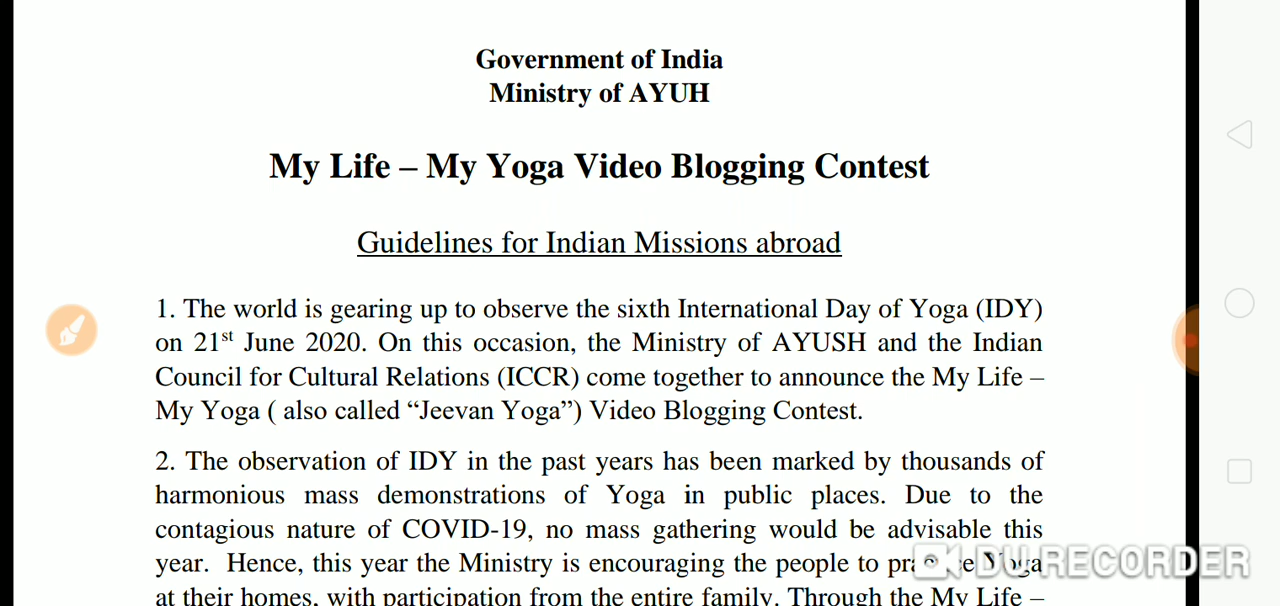 Government of India
Ministry of AYUH
My Life – My Yoga Video Blogging Contest
Guidelines for Indian Missions abroad
1. The world is gearing up to observe the sixth International Day of Yoga (IDY)
on 21st June 2020. On this occasion, the Ministry of AYUSH and the Indian
Council for Cultural Relations (ICCR) come together to announce the My Life –
My Yoga ( also called “Jeevan Yoga”) Video Blogging Contest.
2. The observation of IDY in the past years has been marked by thousands of
harmonious mass demonstrations of Yoga in public places. Due to the
contagious nature of COVID-19, no mass gathering would be advisable this
year. Hence, this year the Ministry is encouraging the people to practice Yoga
at their homes, with participation from the entire family. Through the My Life –
DU RECORDER